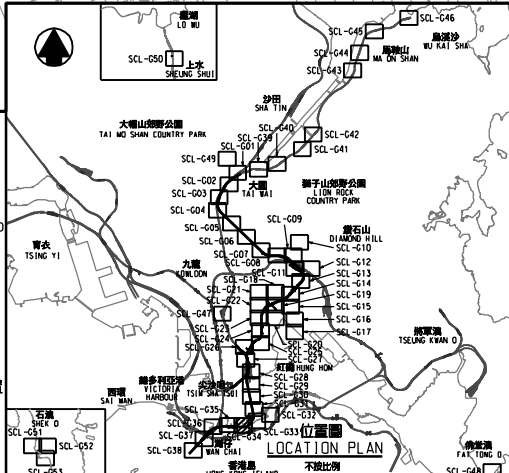 羅湖
LO WU
SCL-G50
上水
SHEUNG SHUI
SCL-G46
SCL-G45
烏溪沙
WU KAI SHA
SCL-G44
馬鞍山
MA ON SHAN
SCL-G43
沙田
SHA TIN
大帽山郊野公園
TAI MO SHAN COUNTRY PARK
SCL-G40
SCL-G39
SCL-G01
SCL-G42
SCL-G41
SCL-G49
SCL-G02
大圍
TAI WAI
獅子山郊野公園
LION ROCK
COUNTRY PARK
SCL-G03
SCL-G04
SCL-G09
SCL-G05
鑽石山
DIAMOND HILL
SCL-G06
SCL-G10
青衣
TSING YI
SCL-G07
SCL-G08
九龍
KOWLOON
SCL-G11
SCL-G12
SCL-G13
SCL-G18
SCL-G14
SCL-G21
SCL-G19
SCL-G22
SCL-G15
SCL-G47
SCL-G16
SCL-G23
SCL-G17
將軍澳
TSEUNG KWAN O
SCL-G24
SCL-G20
SCL-G25
SCL-G26
SCL-G27
紅磡 HUNG HOM
SCL-G28
SCL-G29
SCL-G30
維多利亞港
VICTORIA
HARBOUR
尖沙咀
TSIM SHA TSUI
西環
SAI WAN
SCL-G31
SCL-G32
SCL-G35
SCL-G36
SCL-G33
SCL-G34
SCL-G37
灣仔
WAN CHAI
SCL-G38
石澳
SHEK O
SCL-G51
SCL-G52
SCL-G53
位置圖
LOCATION PLAN
不按比例
香港島
HONG KONG ISLAND
佛堂澳
FAT TONG O
SCL-G48